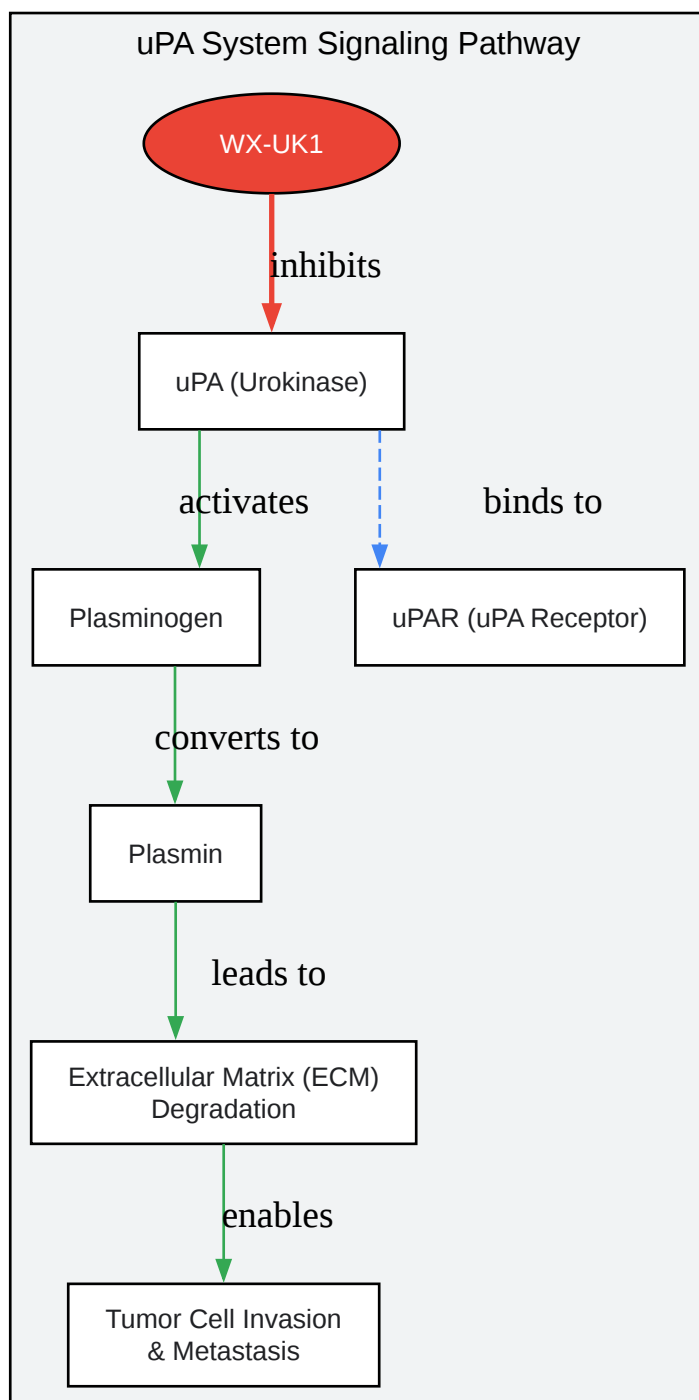 uPA System Signaling Pathway
WX-UK1
inhibits
uPA (Urokinase)
activates
binds to
Plasminogen
uPAR (uPA Receptor)
converts to
Plasmin
leads to
Extracellular Matrix (ECM)
Degradation
enables
Tumor Cell Invasion
& Metastasis